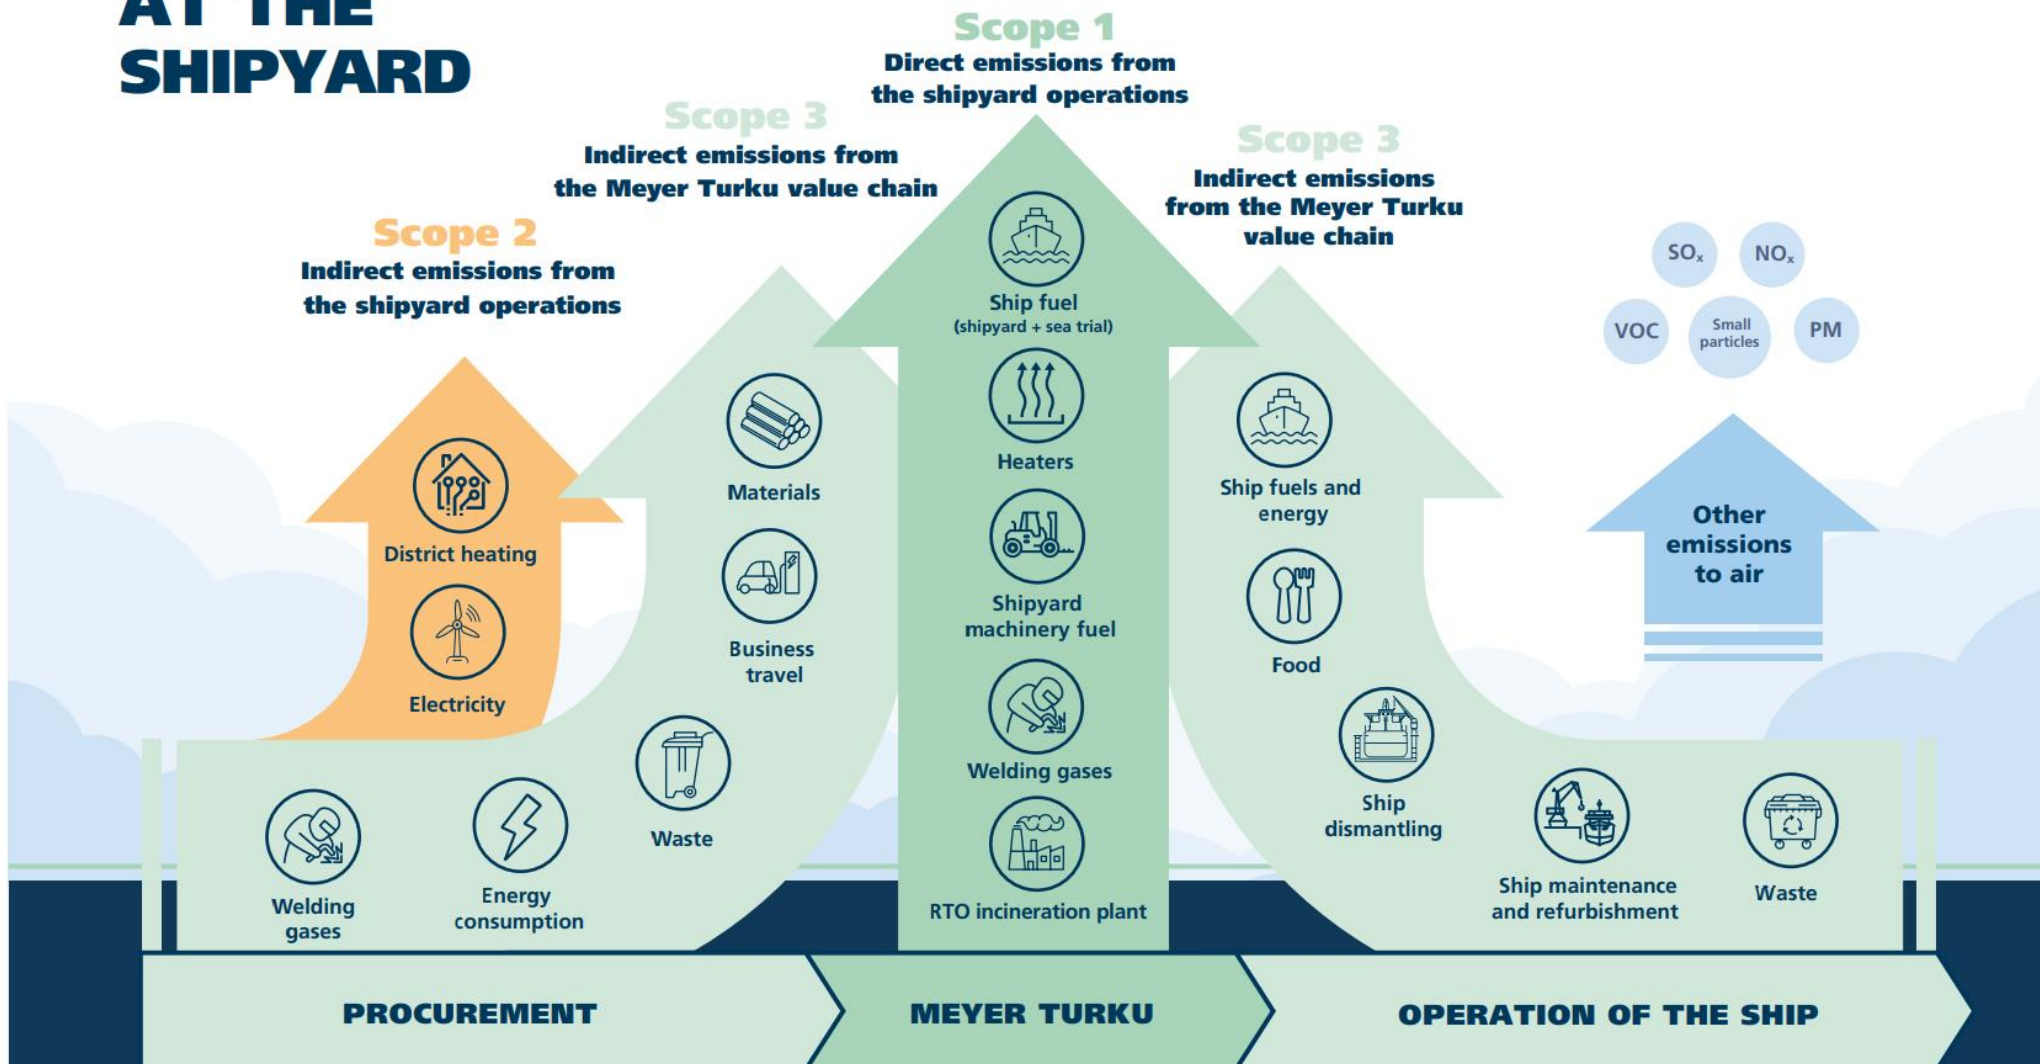 AT THE
SHIPYARD
Scope 1
Direct emissions from
the shipyard operations
Scope 3
Indirect emissions from
the Meyer Turku value chain
Scope 3
Indirect emissions
from the Meyer Turku
value chain
Scope 2
Indirect emissions from
the shipyard operations
SOx
NOx
VOC
Small
particles
PM
Other
emissions
to air
District heating
Electricity
Materials
Business
travel
Waste
Energy
consumption
Welding
gases
Ship fuel
(shipyard + sea trial)
Heaters
Shipyard
machinery fuel
Welding gases
RTO incineration plant
Ship fuels and
energy
Food
Ship
dismantling
Ship maintenance
and refurbishment
Waste
PROCUREMENT
MEYER TURKU
OPERATION OF THE SHIP